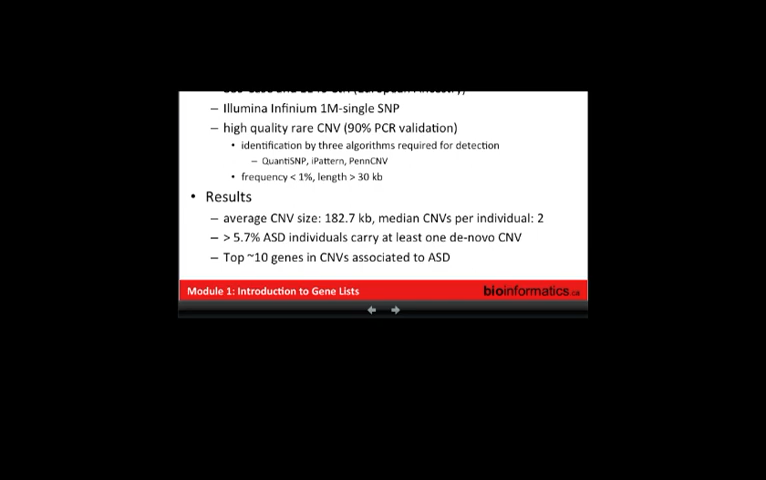 – Illumina Infinium 1M-single SNP
– high quality rare CNV (90% PCR validation)
• identification by three algorithms required for detection
– QuantiSNP, iPattern, PennCNV
• frequency < 1%, length > 30 kb
• Results
– average CNV size: 182.7 kb, median CNVs per individual: 2
– > 5.7% ASD individuals carry at least one de-novo CNV
– Top ~10 genes in CNVs associated to ASD
Module 1: Introduction to Gene Lists
bioinformatics.ca